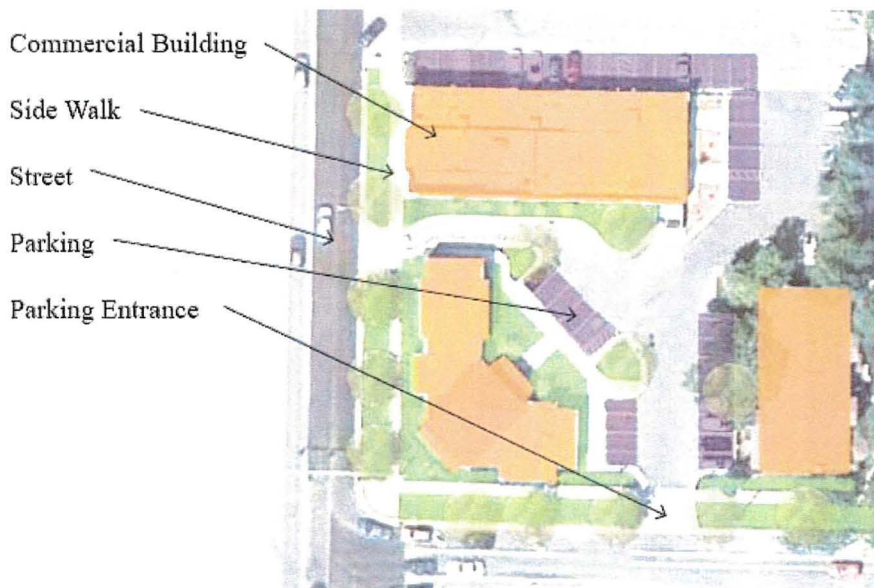 Commercial Building
Side Walk
Street
Parking
Parking Entrance